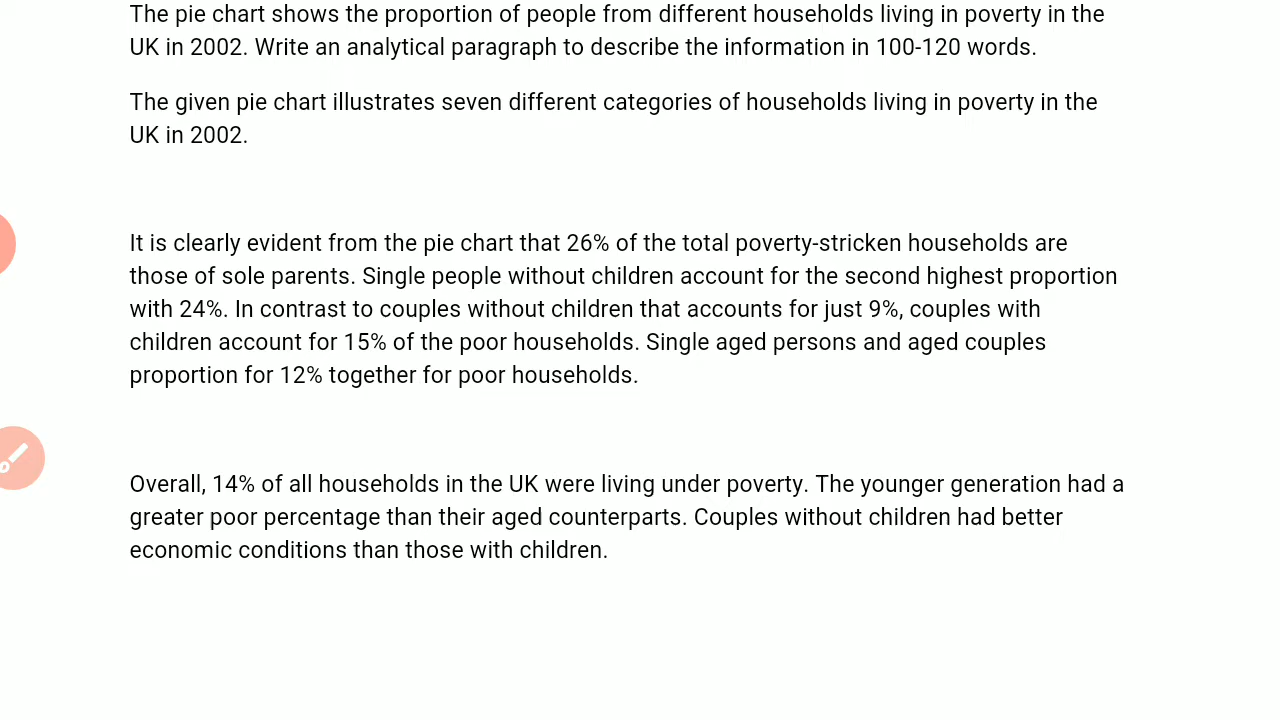 The pie chart shows the proportion of people from different households living in poverty in the
UK in 2002. Write an analytical paragraph to describe the information in 100-120 words.
The given pie chart illustrates seven different categories of households living in poverty in the
UK in 2002.
It is clearly evident from the pie chart that 26% of the total poverty-stricken households are
those of sole parents. Single people without children account for the second highest proportion
with 24%. In contrast to couples without children that accounts for just 9%, couples with
children account for 15% of the poor households. Single aged persons and aged couples
proportion for 12% together for poor households.
Overall, 14% of all households in the UK were living under poverty. The younger generation had a
greater poor percentage than their aged counterparts. Couples without children had better
economic conditions than those with children.